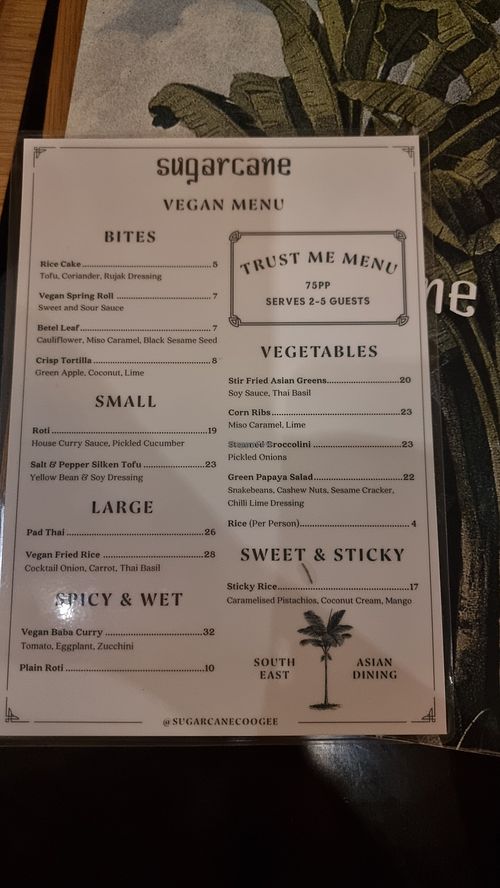 sugarcane
VEGAN MENU
BITES
Rice Cake 5
Tofu, Coriander, Rujak Dressing
Vegan Spring Roll 7
Sweet and Sour Sauce
Betel Leaf 7
Cauliflower, Miso Caramel, Black Sesame Seed
Crisp Tortilla 8
Green Apple, Coconut, Lime
SMALL
Roti 19
House Curry Sauce, Pickled Cucumber
Salt & Pepper Silken Tofu 23
Yellow Bean & Soy Dressing
LARGE
Pad Thai 26
Vegan Fried Rice 28
Cocktail Onion, Carrot, Thai Basil
SPICY & WET
Vegan Baba Curry 32
Tomato, Eggplant, Zucchini
Plain Roti 10
TRUST ME MENU
75PP
SERVES 2-5 GUESTS
VEGETABLES
Stir Fried Asian Greens 20
Soy Sauce, Thai Basil
Corn Ribs 23
Miso Caramel, Lime
Steamed Broccolini 23
Pickled Onions
Green Papaya Salad 22
Snakebeans, Cashew Nuts, Sesame Cracker,
Chilli Lime Dressing
Rice (Per Person) 4
SWEET & STICKY
Sticky Rice 17
Caramelised Pistachios, Coconut Cream, Mango
SOUTH EAST ASIAN DINING
@SUGARCANECOOGEE
ne